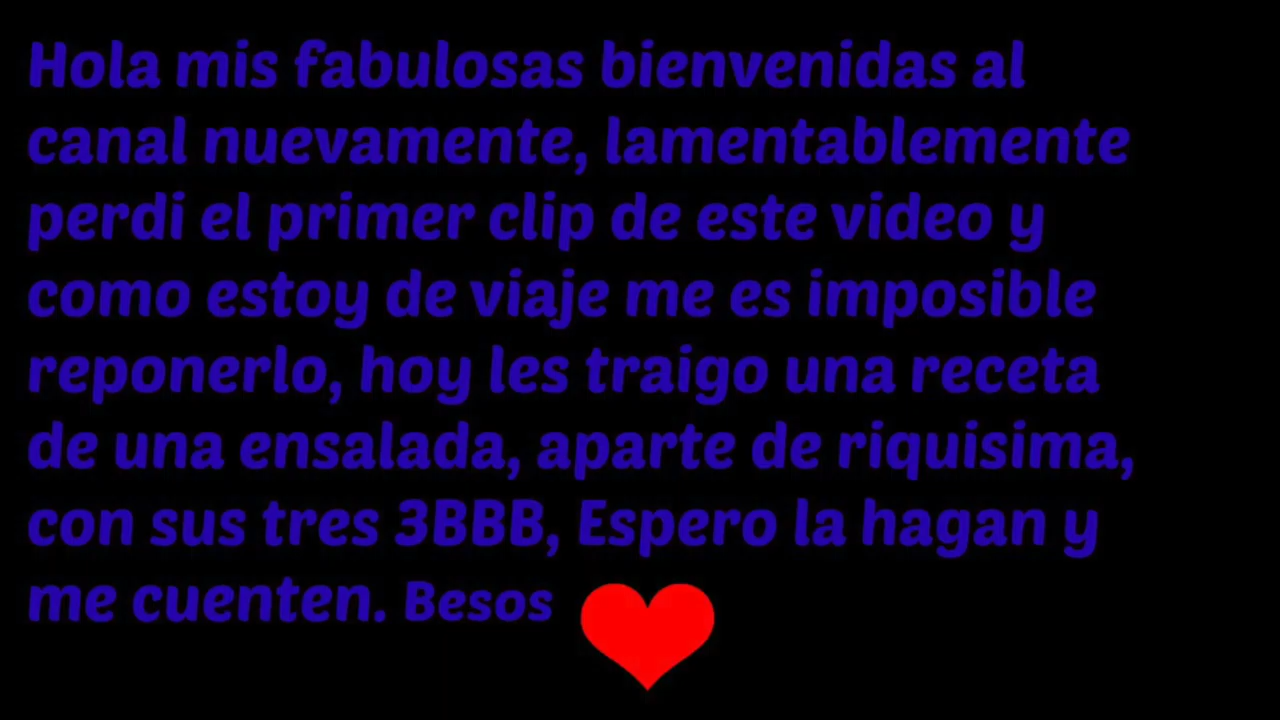 Hola mis fabulosas bienvenidas al
canal nuevamente, lamentablemente
perdi el primer clip de este video y
como estoy de viaje me es imposible
reponerlo, hoy les traigo una receta
de una ensalada, aparte de riquisima,
con sus tres 3BBB, Espero la hagan y
me cuenten. Besos